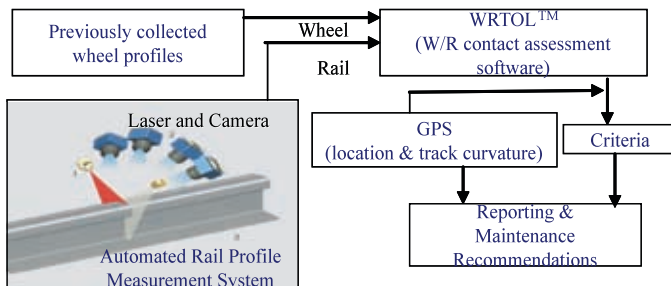 Previously collected
wheel profiles
Wheel
Rail
WRTOL™
(W/R contact assessment
software)
Laser and Camera
GPS
(location & track curvature)
Criteria
Automated Rail Profile
Measurement System
Reporting &
Maintenance
Recommendations